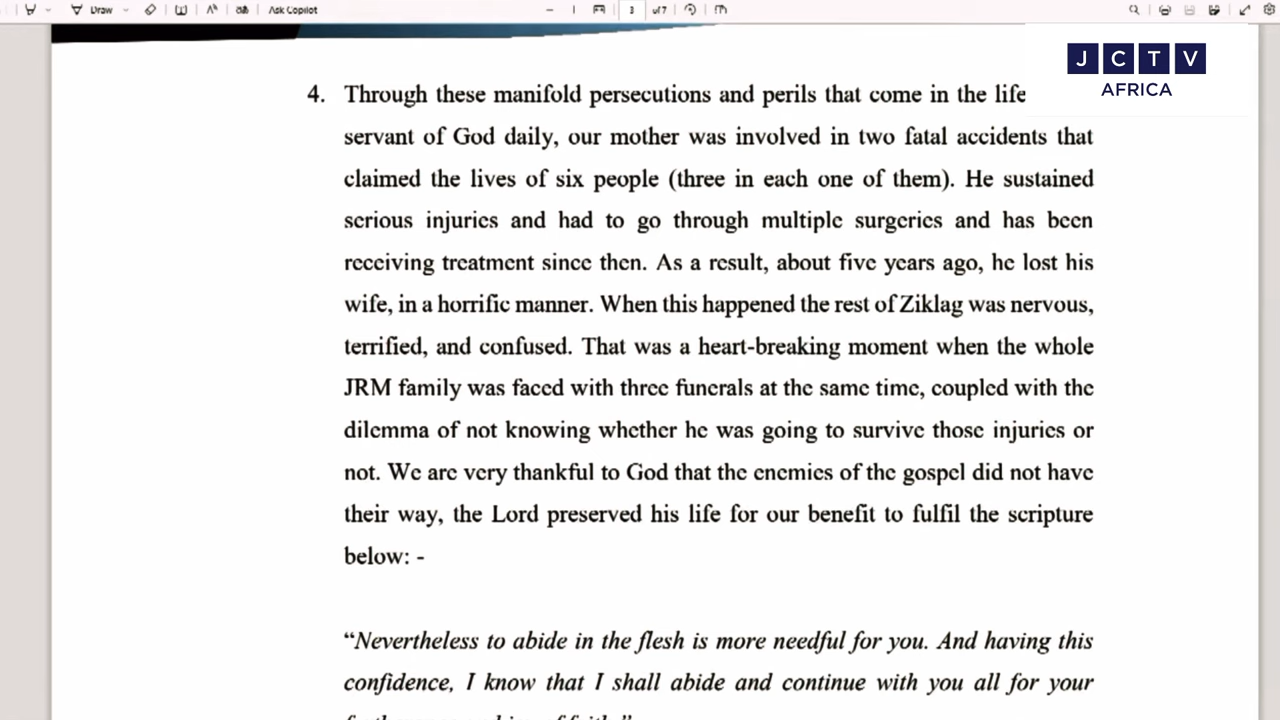 Draw
Ask Copilot
3 of 7
J C T V
AFRICA
4. Through these manifold persecutions and perils that come in the life
servant of God daily, our mother was involved in two fatal accidents that
claimed the lives of six people (three in each one of them). He sustained
serious injuries and had to go through multiple surgeries and has been
receiving treatment since then. As a result, about five years ago, he lost his
wife, in a horrific manner. When this happened the rest of Ziklag was nervous,
terrified, and confused. That was a heart-breaking moment when the whole
JRM family was faced with three funerals at the same time, coupled with the
dilemma of not knowing whether he was going to survive those injuries or
not. We are very thankful to God that the enemies of the gospel did not have
their way, the Lord preserved his life for our benefit to fulfil the scripture
below: -
“Nevertheless to abide in the flesh is more needful for you. And having this
confidence, I know that I shall abide and continue with you all for your